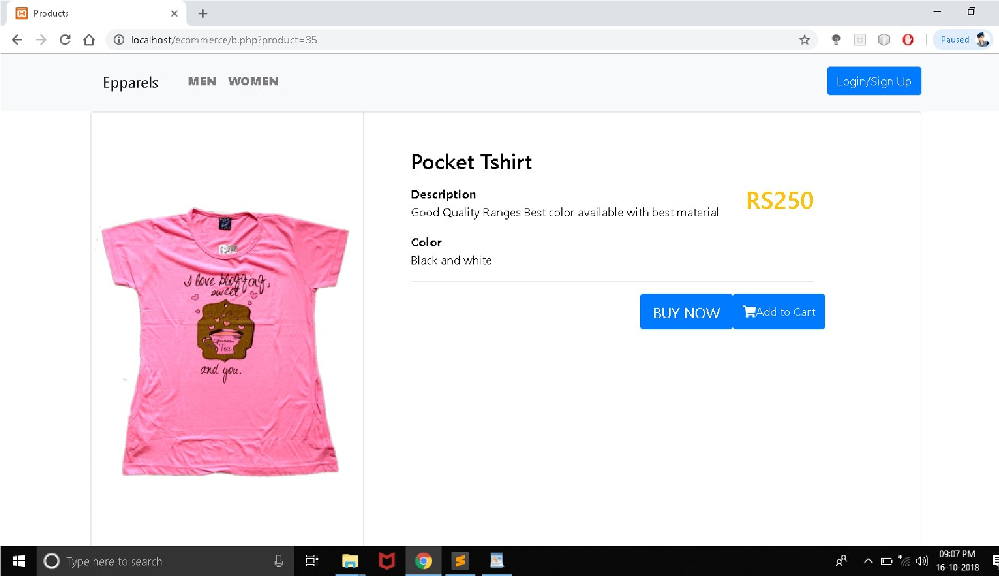 Products
localhost/ecommerce/b.php?product=35
Paused
Epparels
MEN
WOMEN
Login/Sign Up
Pocket Tshirt
Description
RS250
Good Quality Ranges Best color available with best material
Color
Black and white
BUY NOW
Add to Cart
I love blogging,
sweet
Tea
and you.
Type here to search
09:07 PM
16-10-2018